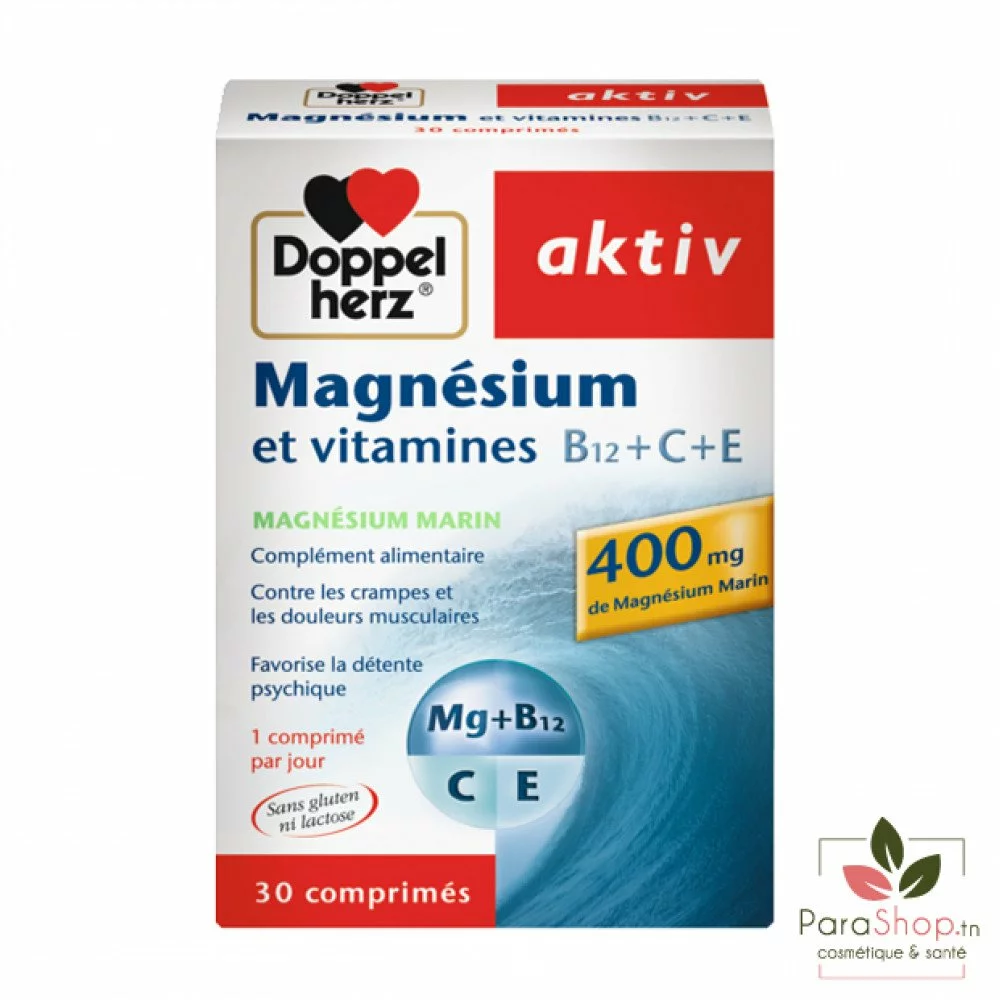 Doppel
herz®
aktiv
Magnésium et vitamines B12+C+E
30 comprimés
Doppel
herz®
aktiv
Magnésium
et vitamines B12+C+E
MAGNÉSIUM MARIN
Complément alimentaire
Contre les crampes et
les douleurs musculaires
Favorise la détente
psychique
1 comprimé
par jour
Sans gluten
ni lactose
400 mg
de Magnésium Marin
Mg+B12
C E
30 comprimés
ParaShop.tn
cosmétique & santé